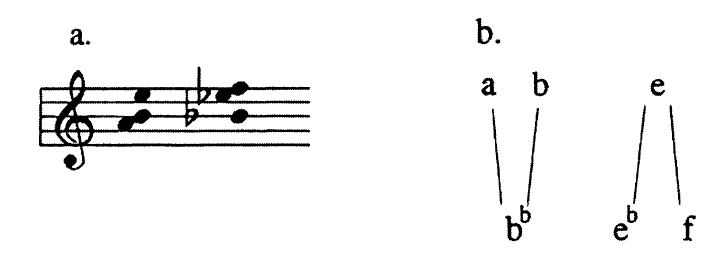 a.
b.
a b e
b♭ e♭ f